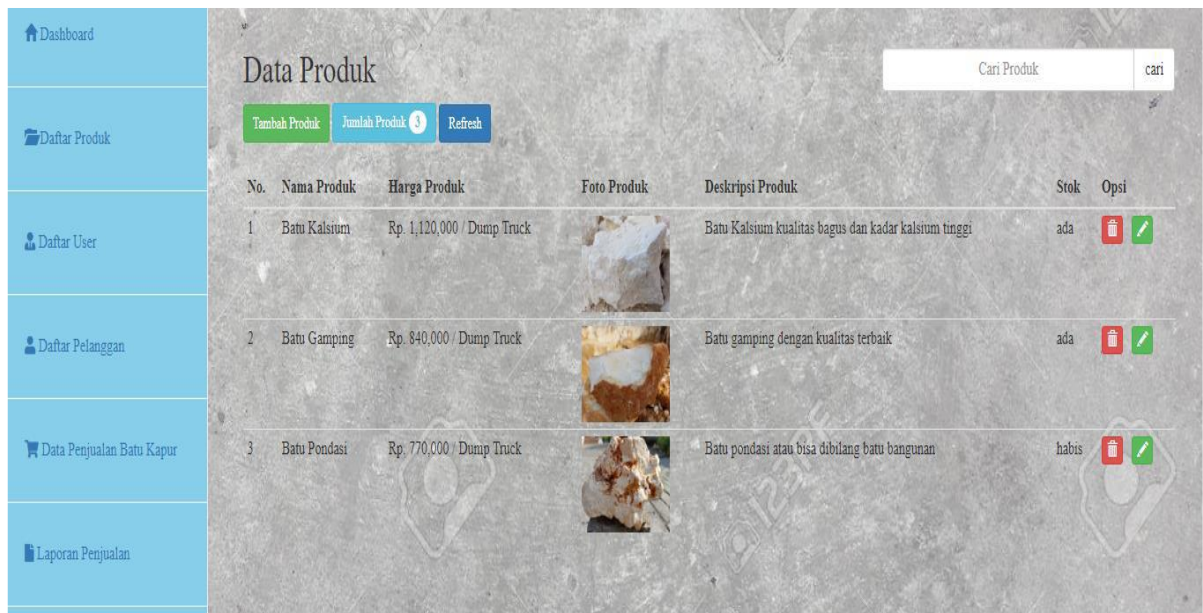 Dashboard
Daftar Produk
Daftar User
Daftar Pelanggan
Data Penjualan Batu Kapur
Laporan Penjualan
Data Produk
Cari Produk cari
Tambah Produk Jumlah Produk 3 Refresh
No. Nama Produk Harga Produk Foto Produk Deskripsi Produk Stok Opsi
1 Batu Kalsium Rp. 1,120,000 / Dump Truck Batu Kalsium kualitas bagus dan kadar kalsium tinggi ada
2 Batu Gamping Rp. 840,000 / Dump Truck Batu gamping dengan kualitas terbaik ada
3 Batu Pondasi Rp. 770,000 / Dump Truck Batu pondasi atau bisa dibilang batu bangunan habis
123RF